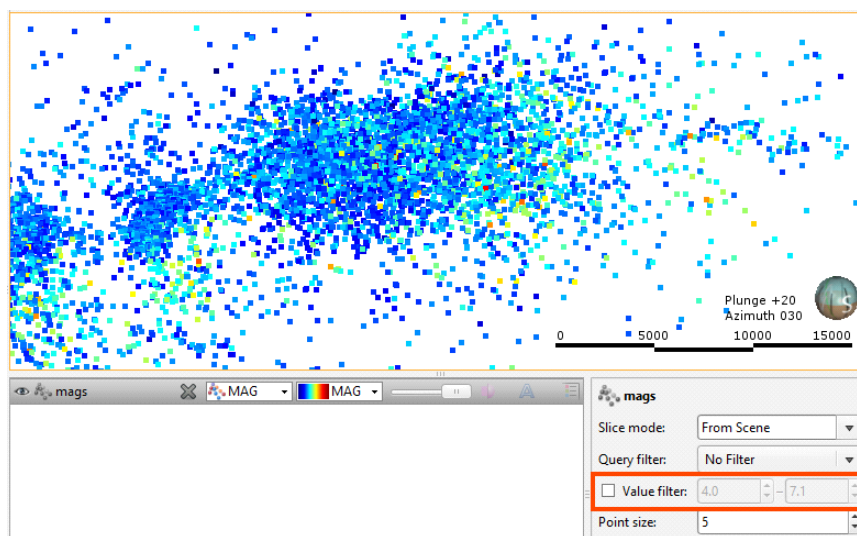 Plunge +20
Azimuth 030
S
0 5000 10000 15000
mags MAG MAG A
mags
Slice mode: From Scene
Query filter: No Filter
Value filter: 4.0 – 7.1
Point size: 5